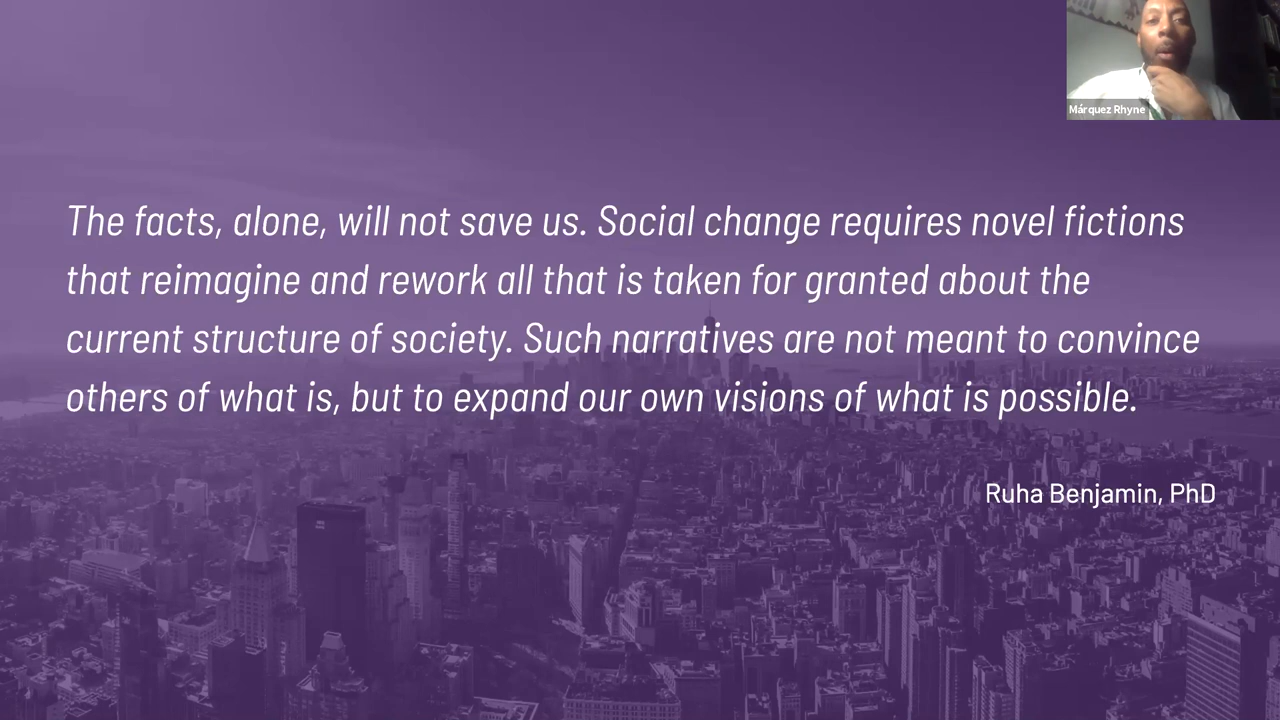 Márquez Rhyne
The facts, alone, will not save us. Social change requires novel fictions
that reimagine and rework all that is taken for granted about the
current structure of society. Such narratives are not meant to convince
others of what is, but to expand our own visions of what is possible.
Ruha Benjamin, PhD